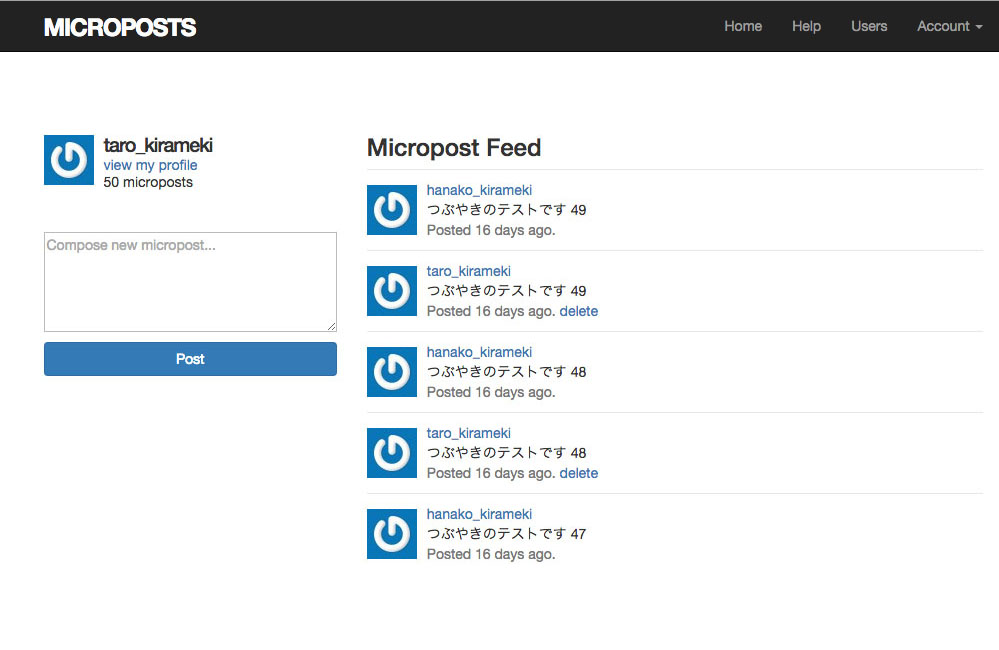 MICROPOSTS
Home Help Users Account
taro_kirameki
view my profile
50 microposts
Compose new micropost...
Post
Micropost Feed
hanako_kirameki
つぶやきのテストです 49
Posted 16 days ago.
taro_kirameki
つぶやきのテストです 49
Posted 16 days ago. delete
hanako_kirameki
つぶやきのテストです 48
Posted 16 days ago.
taro_kirameki
つぶやきのテストです 48
Posted 16 days ago. delete
hanako_kirameki
つぶやきのテストです 47
Posted 16 days ago.